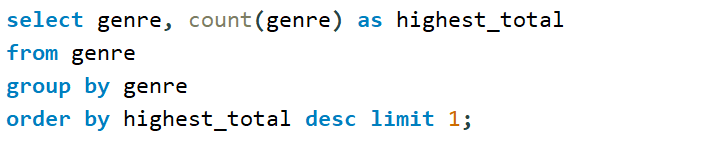 select genre, count(genre) as highest_total
from genre
group by genre
order by highest_total desc limit 1;